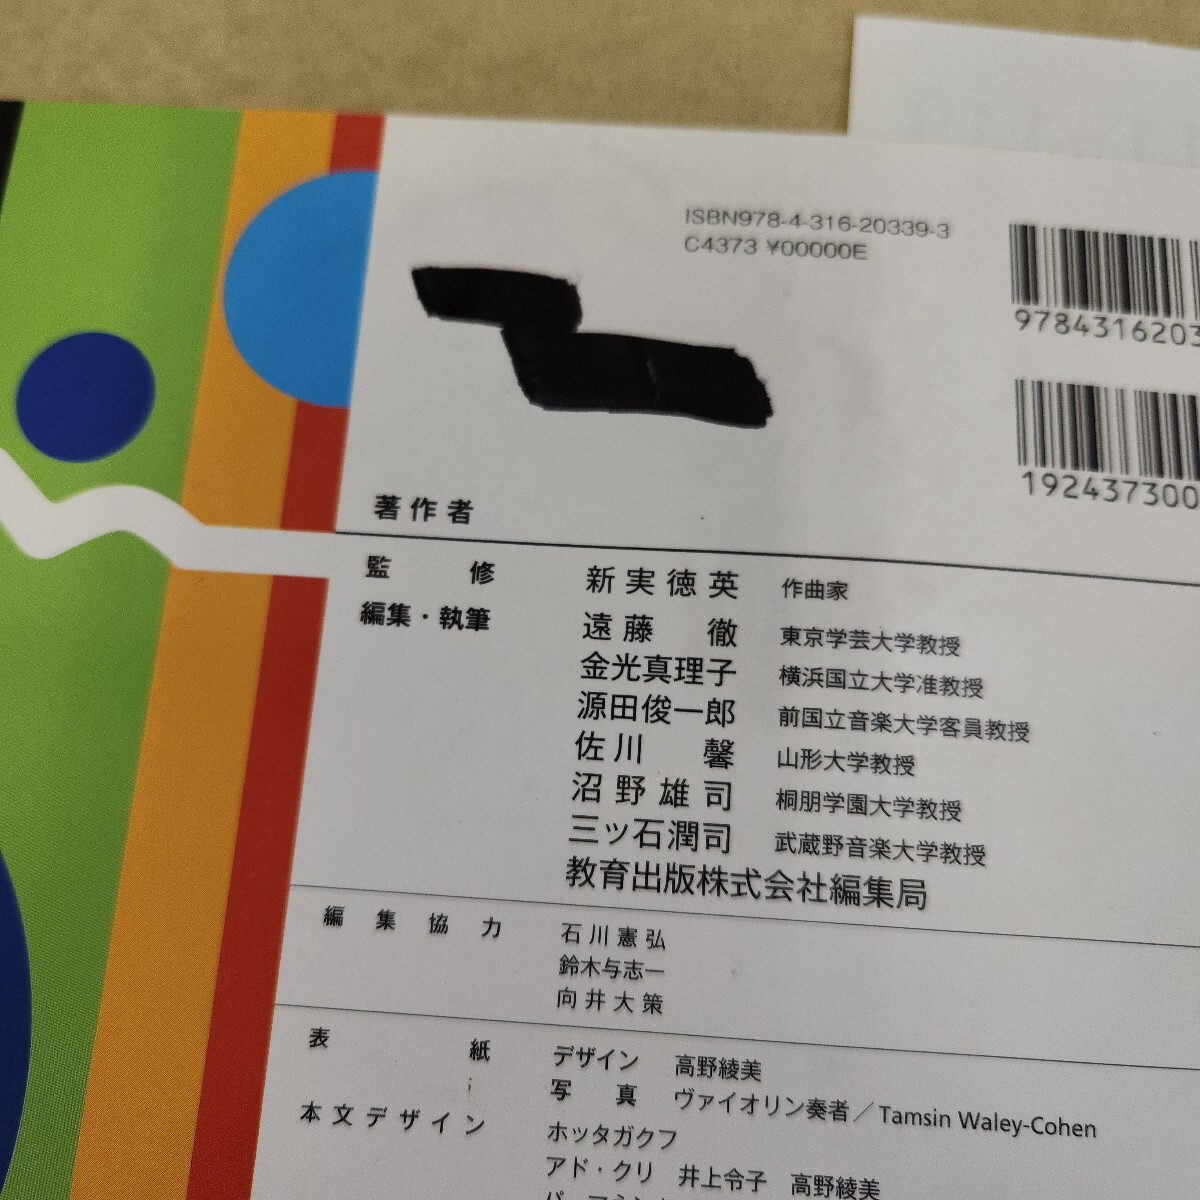 ISBN978-4-316-20339-3
C4373 ¥00000E
978431620
192437300
著作者
監修 新実徳英 作曲家
編集・執筆 遠藤 徹 東京学芸大学教授
金光真理子 横浜国立大学准教授
源田俊一郎 前国立音楽大学客員教授
佐川 馨 山形大学教授
沼野雄司 桐朋学園大学教授
三ッ石潤司 武蔵野音楽大学教授
教育出版株式会社編集局
編集協力 石川憲弘
鈴木与志一
向井大策
表紙 デザイン 高野綾美
写真 ヴァイオリン奏者／Tamsin Waley-Cohen
本文デザイン ホッタガクフ
アド・クリ 井上令子 高野綾美